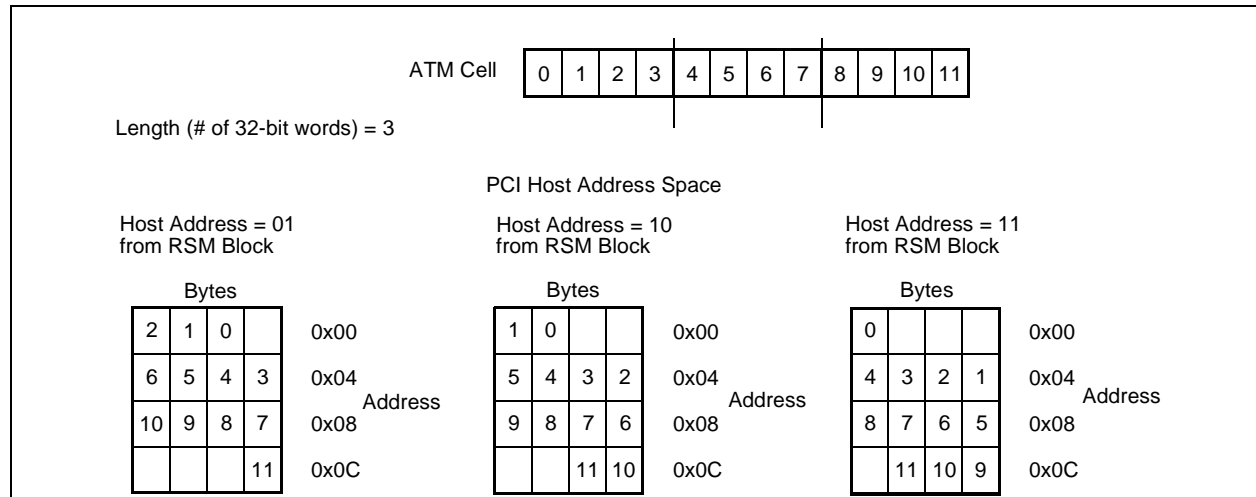 ATM Cell 0 1 2 3 4 5 6 7 8 9 10 11
Length (# of 32-bit words) = 3
PCI Host Address Space
Host Address = 01
from RSM Block
Bytes
2 1 0 0x00
6 5 4 3 0x04
Address
10 9 8 7 0x08
11 0x0C
Host Address = 10
from RSM Block
Bytes
1 0 0x00
5 4 3 2 0x04
Address
9 8 7 6 0x08
11 10 0x0C
Host Address = 11
from RSM Block
Bytes
0 0x00
4 3 2 1 0x04
Address
8 7 6 5 0x08
11 10 9 0x0C